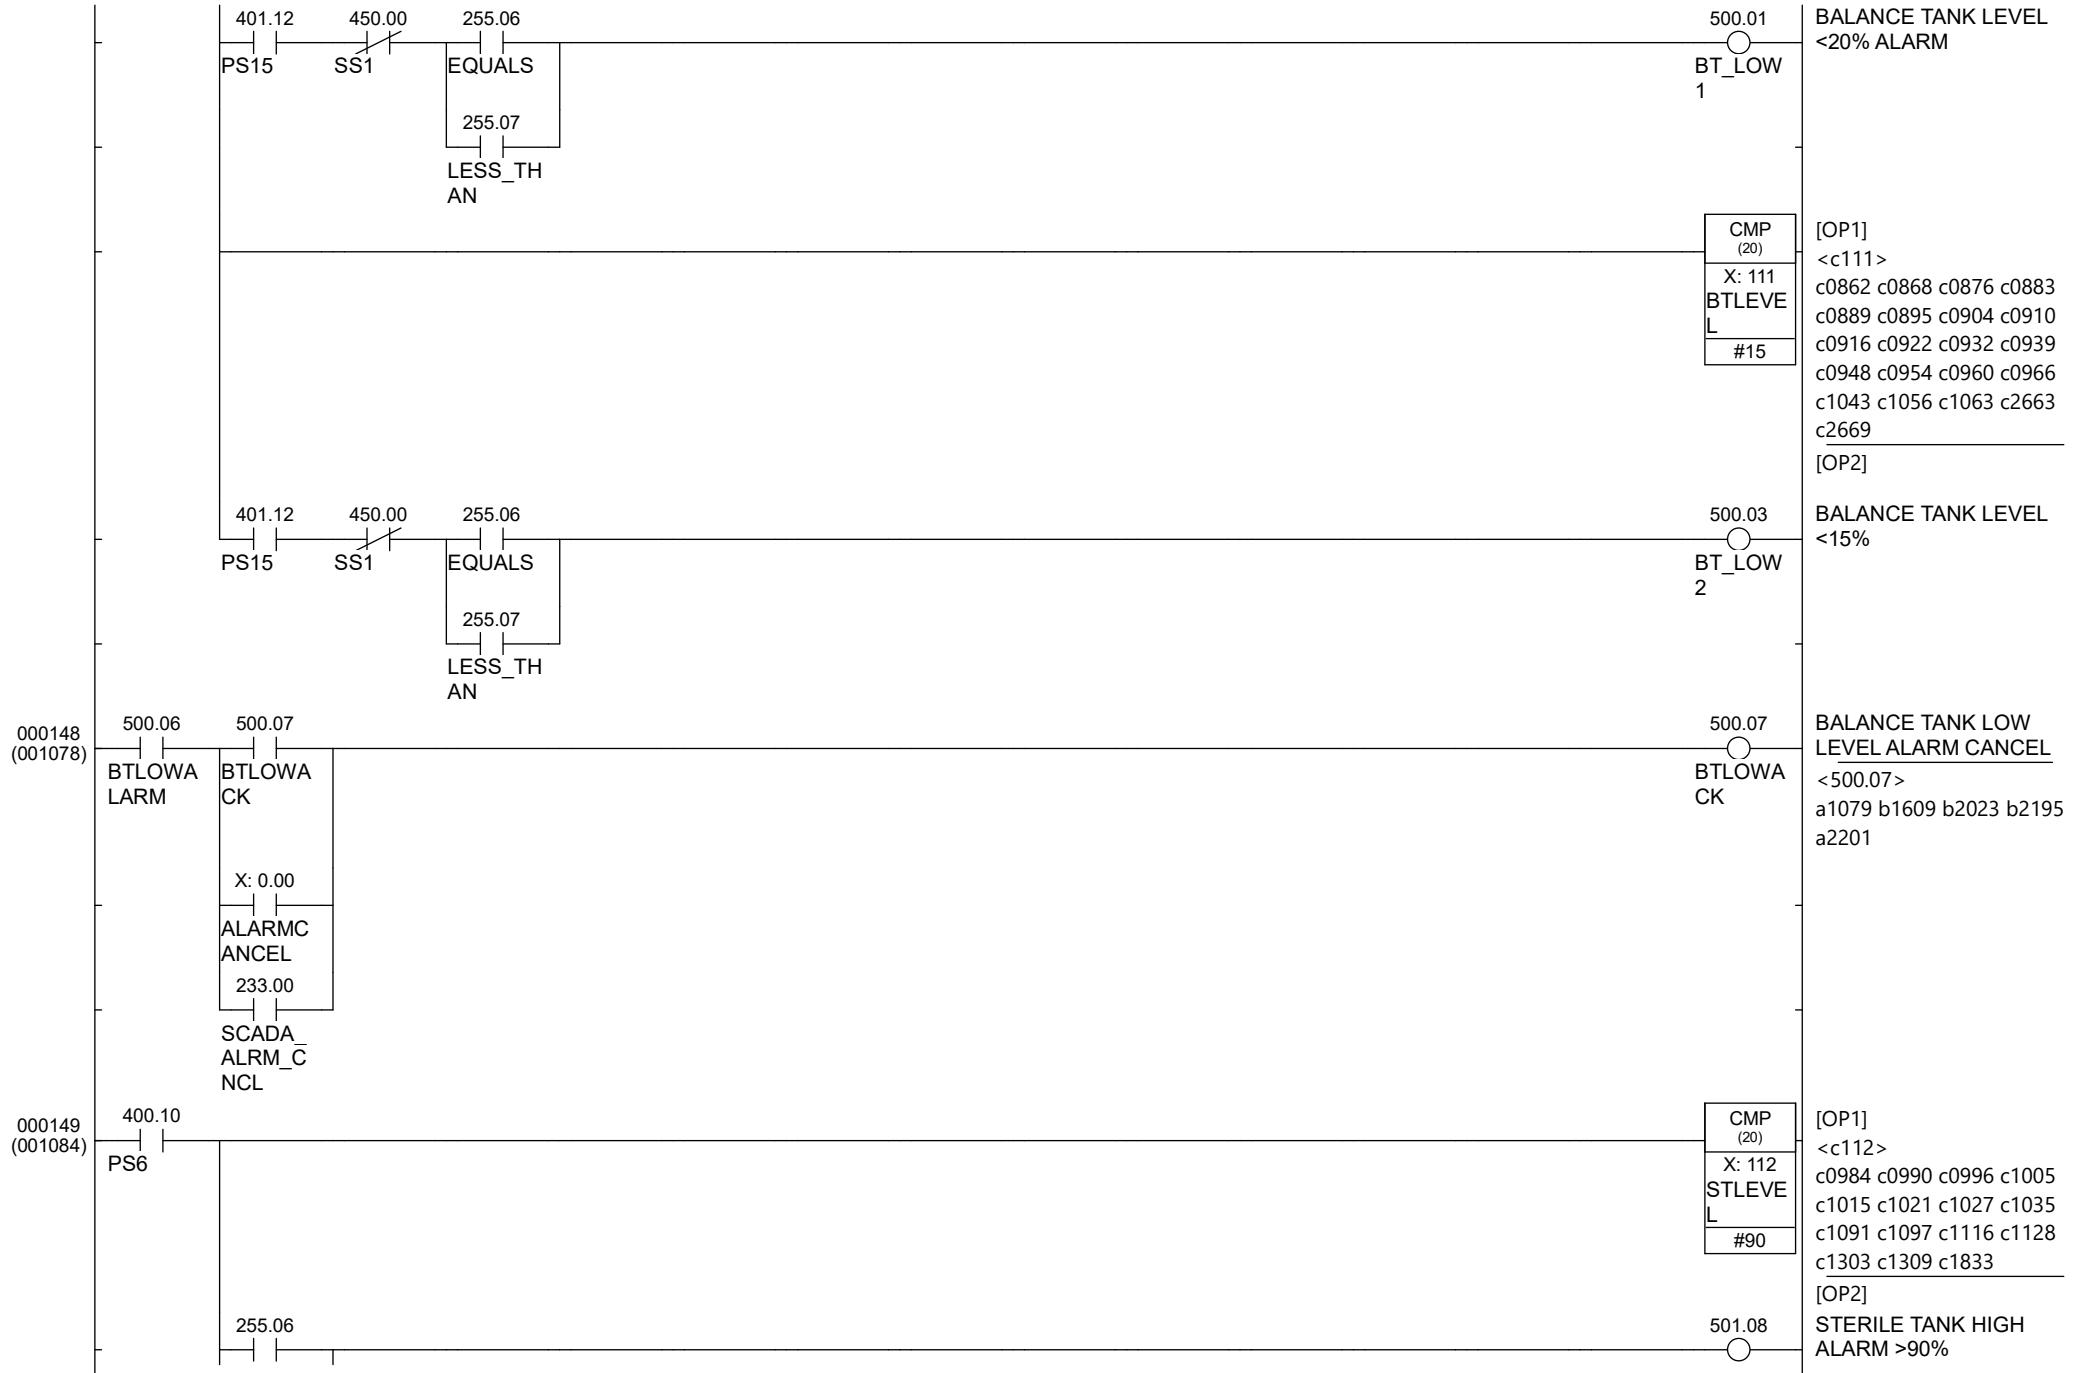 401.12 450.00 255.06 500.01 BALANCE TANK LEVEL
<20% ALARM
PS15 SS1 EQUALS BT_LOW
1
255.07
LESS_TH
AN
CMP [OP1]
(20) <c111>
X: 111 c0862 c0868 c0876 c0883
BTLEVE c0889 c0895 c0904 c0910
L c0916 c0922 c0932 c0939
#15 c0948 c0954 c0960 c0966
c1043 c1056 c1063 c2663
c2669
[OP2]
401.12 450.00 255.06 500.03 BALANCE TANK LEVEL
<15%
PS15 SS1 EQUALS BT_LOW
2
255.07
LESS_TH
AN
000148 500.06 500.07 500.07 BALANCE TANK LOW
(001078) LEVEL ALARM CANCEL
BTLOWA BTLOWA BTLOWA <500.07>
LARM CK CK a1079 b1609 b2023 b2195
a2201
X: 0.00
ALARMC
ANCEL
233.00
SCADA_
ALRM_C
NCL
000149 400.10 CMP [OP1]
(001084) (20) <c112>
PS6 X: 112 c0984 c0990 c0996 c1005
STLEVE c1015 c1021 c1027 c1035
L c1091 c1097 c1116 c1128
#90 c1303 c1309 c1833
[OP2]
255.06 501.08 STERILE TANK HIGH
ALARM >90%